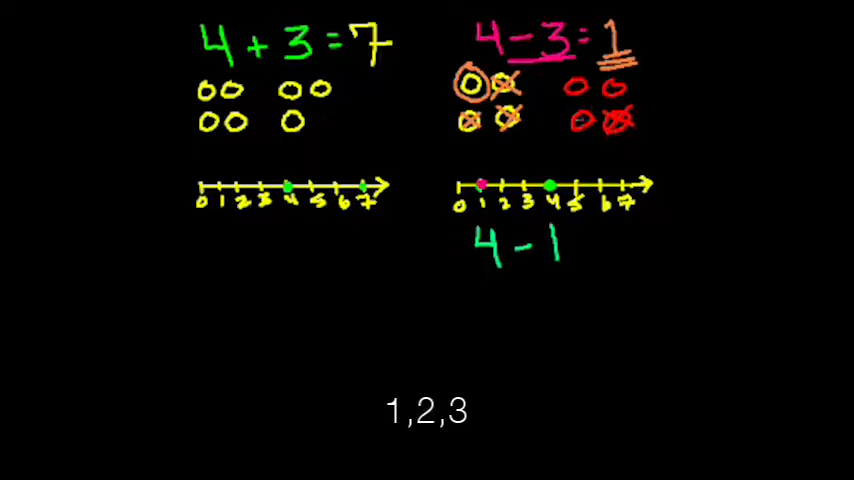 4 + 3 = 7
4 - 3 = 1
0 1 2 3 4 5 6 7
0 1 2 3 4 5 6 7
4 - 1
1,2,3